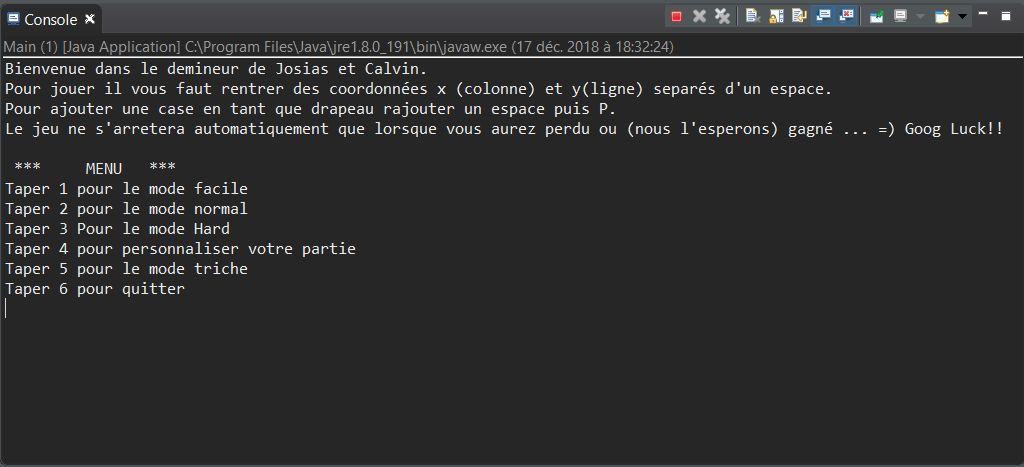 Console
Main (1) [Java Application] C:\Program Files\Java\jre1.8.0_191\bin\javaw.exe (17 déc. 2018 à 18:32:24)
Bienvenue dans le demineur de Josias et Calvin.
Pour jouer il vous faut rentrer des coordonnées x (colonne) et y(ligne) separés d'un espace.
Pour ajouter une case en tant que drapeau rajouter un espace puis P.
Le jeu ne s'arretera automatiquement que lorsque vous aurez perdu ou (nous l'esperons) gagné ... =) Goog Luck!!
*** MENU ***
Taper 1 pour le mode facile
Taper 2 pour le mode normal
Taper 3 Pour le mode Hard
Taper 4 pour personnaliser votre partie
Taper 5 pour le mode triche
Taper 6 pour quitter